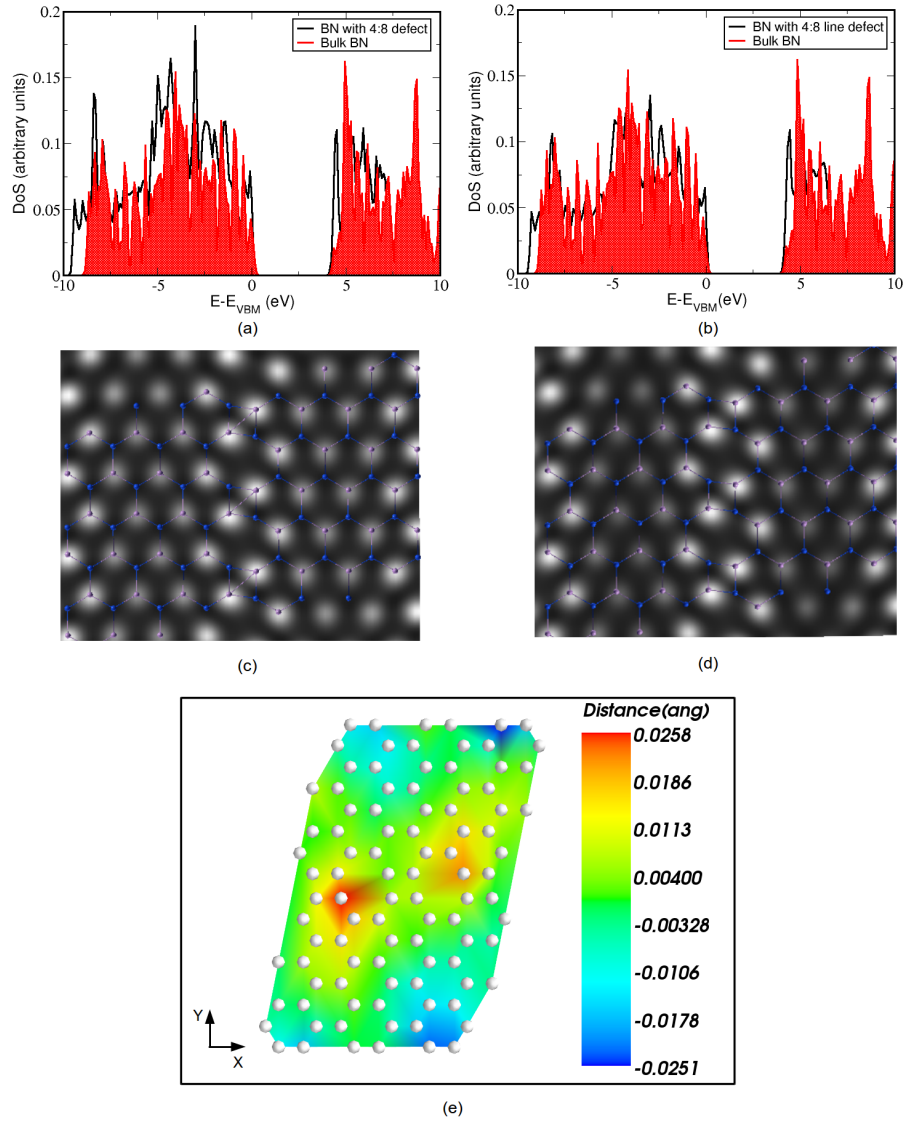 BN with 4:8 defect
Bulk BN
DoS (arbitrary units)
0.2
0.15
0.1
0.05
0
-10
-5
0
5
10
E-E_VBM (eV)
(a)
BN with 4:8 line defect
Bulk BN
DoS (arbitrary units)
0.2
0.15
0.1
0.05
0
-10
-5
0
5
10
E-E_VBM(eV)
(b)
(c)
(d)
Distance(ang)
0.0258
0.0186
0.0113
0.00400
-0.00328
-0.0106
-0.0178
-0.0251
Y
X
(e)